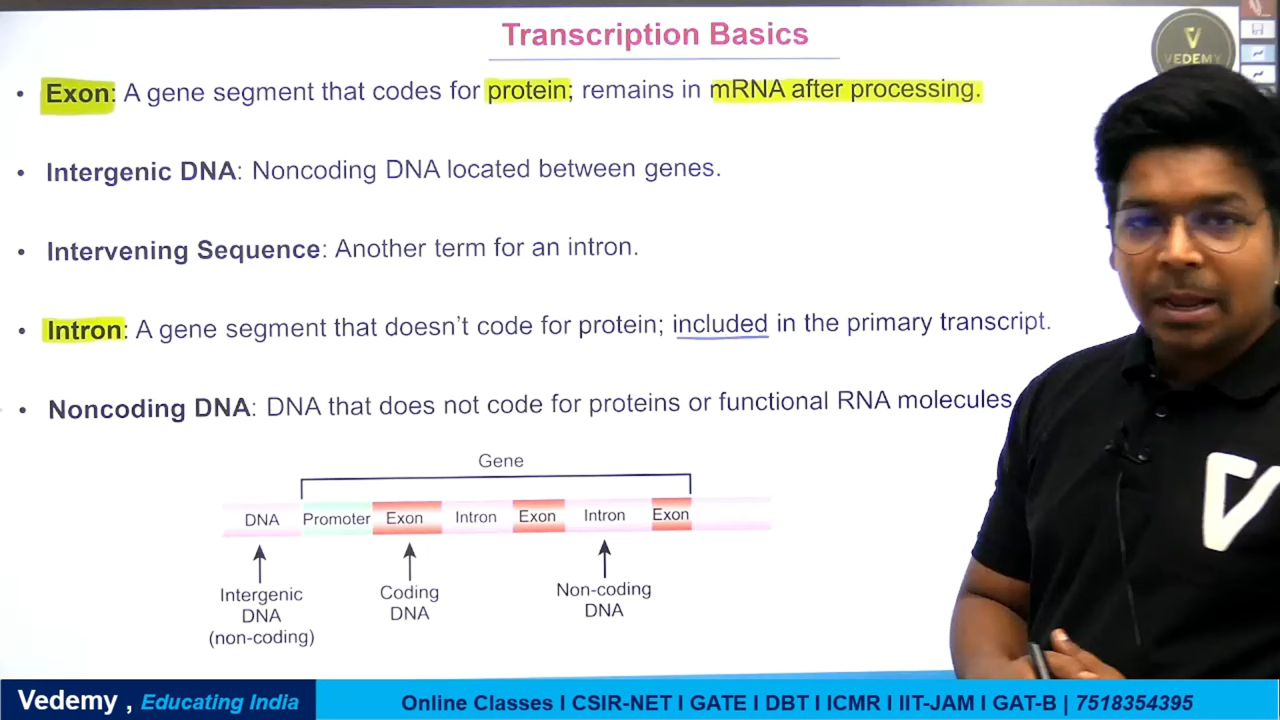 Transcription Basics
VEDEMY
• Exon: A gene segment that codes for protein; remains in mRNA after processing.
• Intergenic DNA: Noncoding DNA located between genes.
• Intervening Sequence: Another term for an intron.
• Intron: A gene segment that doesn't code for protein; included in the primary transcript.
• Noncoding DNA: DNA that does not code for proteins or functional RNA molecules
Gene
DNA Promoter Exon Intron Exon Intron Exon
Intergenic
DNA
(non-coding)
Coding
DNA
Non-coding
DNA
Vedemy , Educating India
Online Classes I CSIR-NET I GATE I DBT I ICMR I IIT-JAM I GAT-B | 7518354395